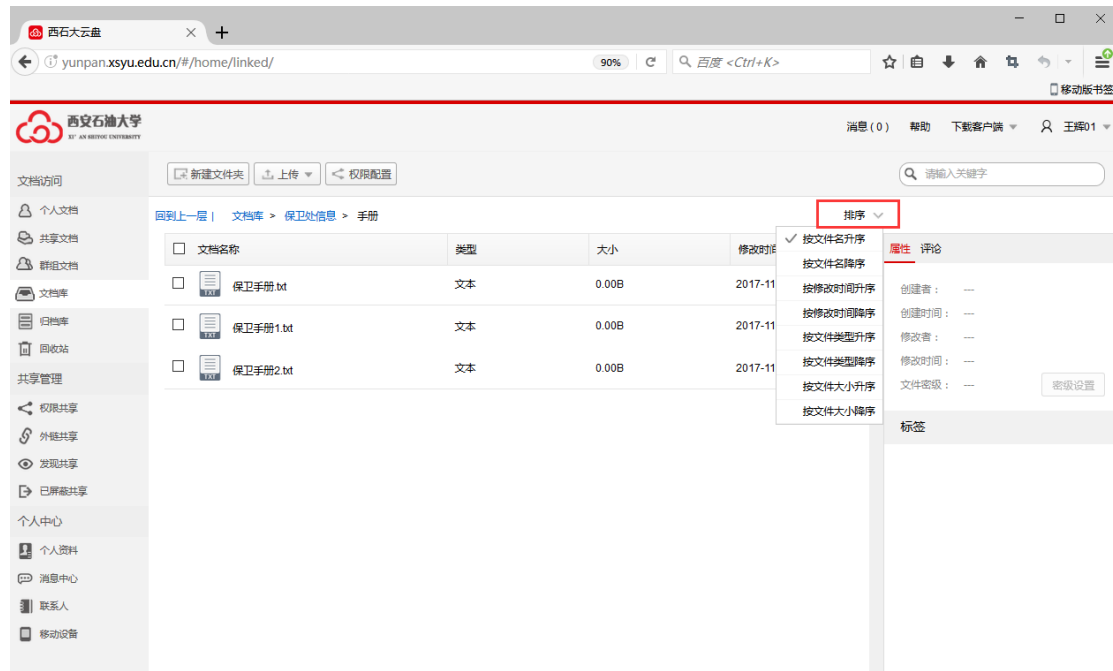 西石大云盘
yunpan.xsyu.edu.cn/#/home/linked/
90%
百度 <Ctrl+K>
移动版书签
西安石油大学
XI' AN SHIYOU UNIVERSITY
消息(0) 帮助 下载客户端 王辉01
文档访问
个人文档
共享文档
群组文档
文档库
归档库
回收站
共享管理
权限共享
外链共享
发现共享
已屏蔽共享
个人中心
个人资料
消息中心
联系人
移动设备
新建文件夹 上传 权限配置
请输入关键字
回到上一层 | 文档库 > 保卫处信息 > 手册
排序
文档名称 类型 大小 修改时间
TXT 保卫手册.txt 文本 0.00B 2017-11
TXT 保卫手册1.txt 文本 0.00B 2017-11
TXT 保卫手册2.txt 文本 0.00B 2017-11
按文件名升序
按文件名降序
按修改时间升序
按修改时间降序
按文件类型升序
按文件类型降序
按文件大小升序
按文件大小降序
属性 评论
创建者： ---
创建时间： ---
修改者： ---
修改时间： ---
文件密级： --- 密级设置
标签